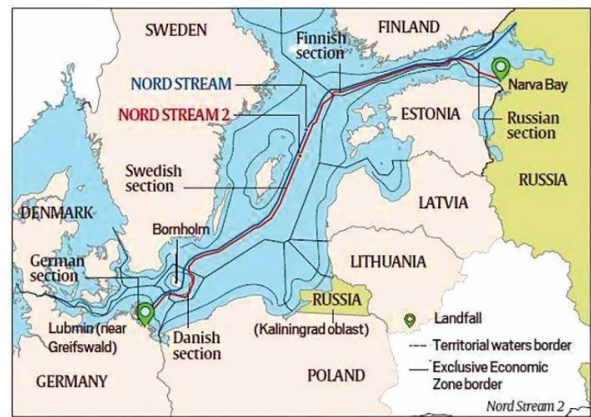 SWEDEN
FINLAND
Finnish
section
NORD STREAM
NORD STREAM 2
Narva Bay
ESTONIA
Russian
section
Swedish
section
RUSSIA
LATVIA
DENMARK
Bornholm
German
section
LITHUANIA
RUSSIA
(Kaliningrad oblast)
Lubmin (near
Greifswald)
Danish
section
GERMANY
POLAND
Landfall
Territorial waters border
Exclusive Economic
Zone border
Nord Stream 2